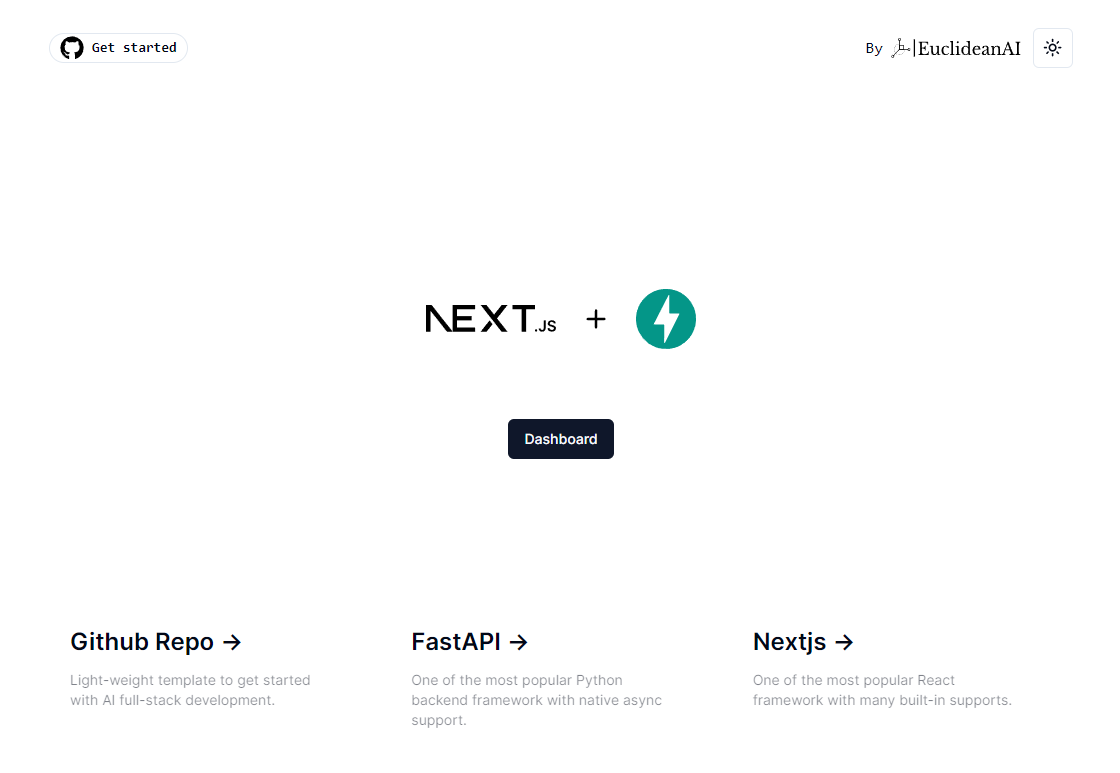 Get started
By EuclideanAI
NEXT.JS +
Dashboard
Github Repo →
Light-weight template to get started
with AI full-stack development.
FastAPI →
One of the most popular Python
backend framework with native async
support.
Nextjs →
One of the most popular React
framework with many built-in supports.